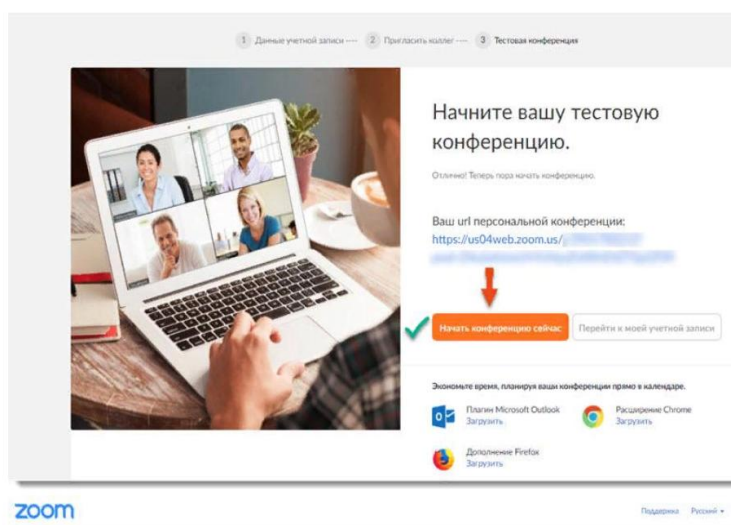 1 Данные учетной записи ---- 2 Пригласить коллег ---- 3 Тестовая конференция
Начните вашу тестовую
конференцию.
Отлично! Теперь пора начать конференцию.
Ваш url персональной конференции:
https://us04web.zoom.us/
Начать конференцию сейчас
Перейти к моей учетной записи
Экономьте время, планируя ваши конференции прямо в календаре.
Плагин Microsoft Outlook
Загрузить
Расширение Chrome
Загрузить
Дополнение Firefox
Загрузить
zoom
Поддержка Русский